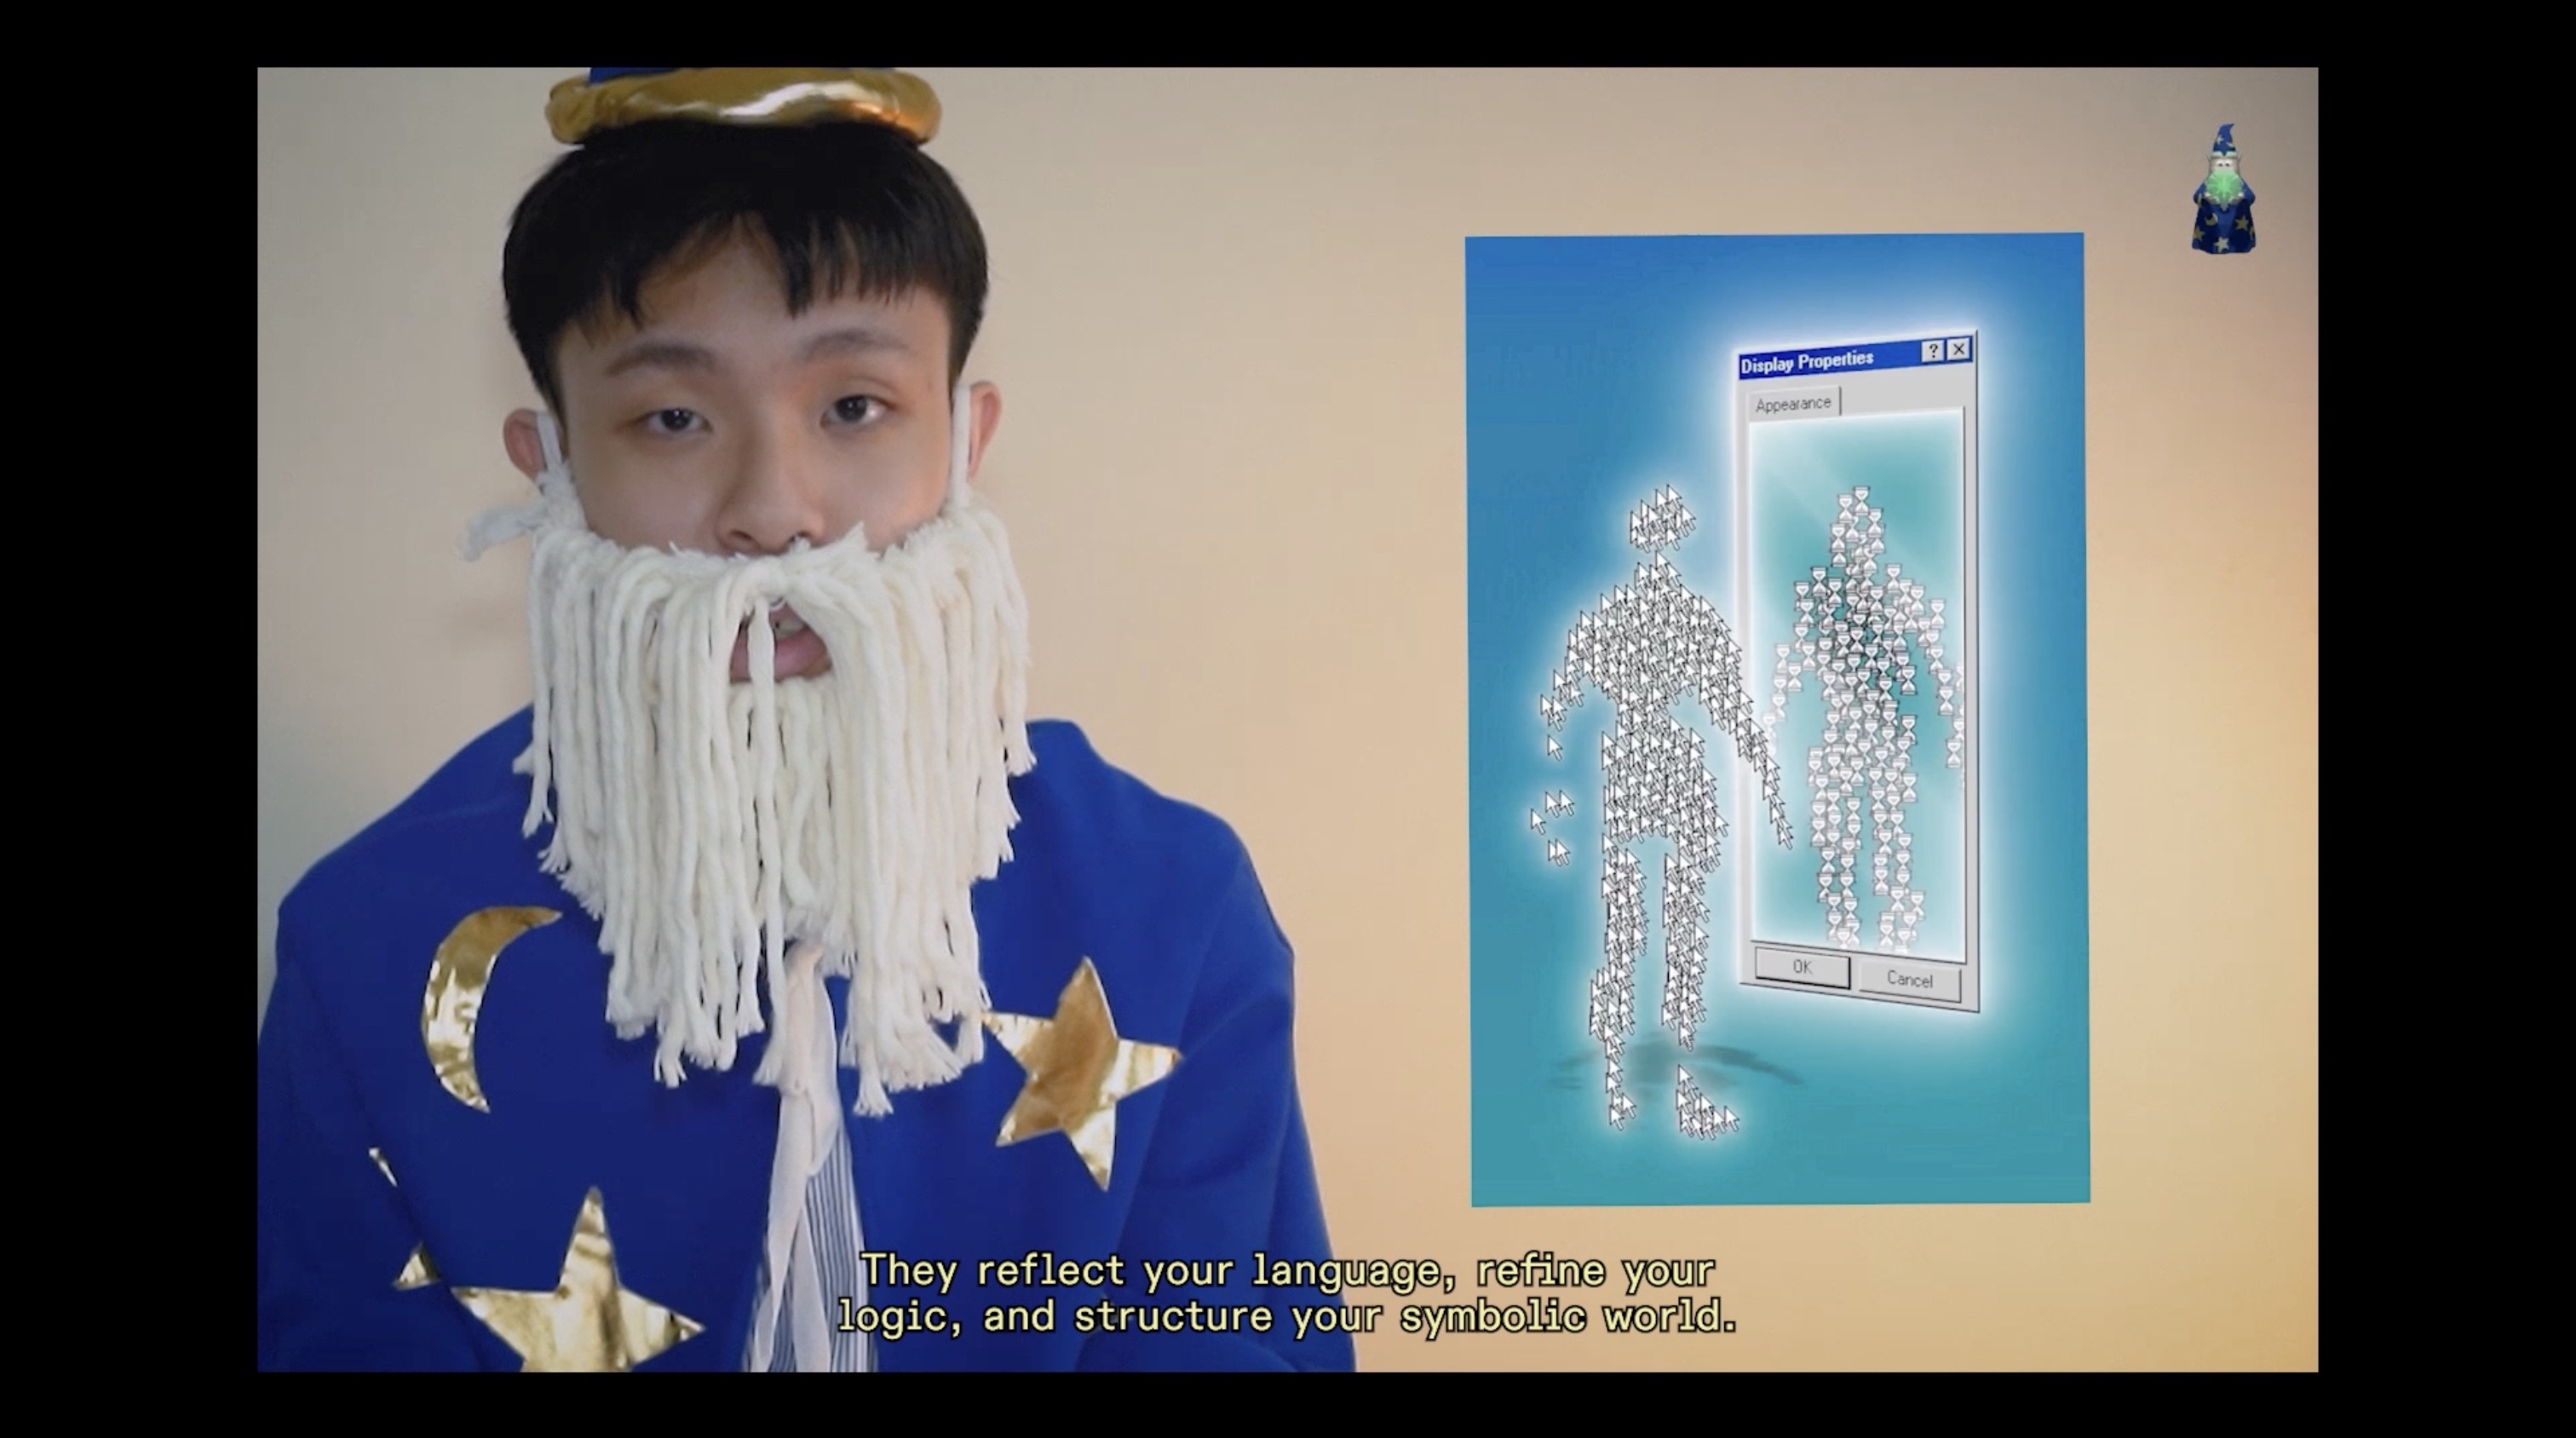 Display Properties
Appearance
OK
Cancel
They reflect your language, refine your
logic, and structure your symbolic world.